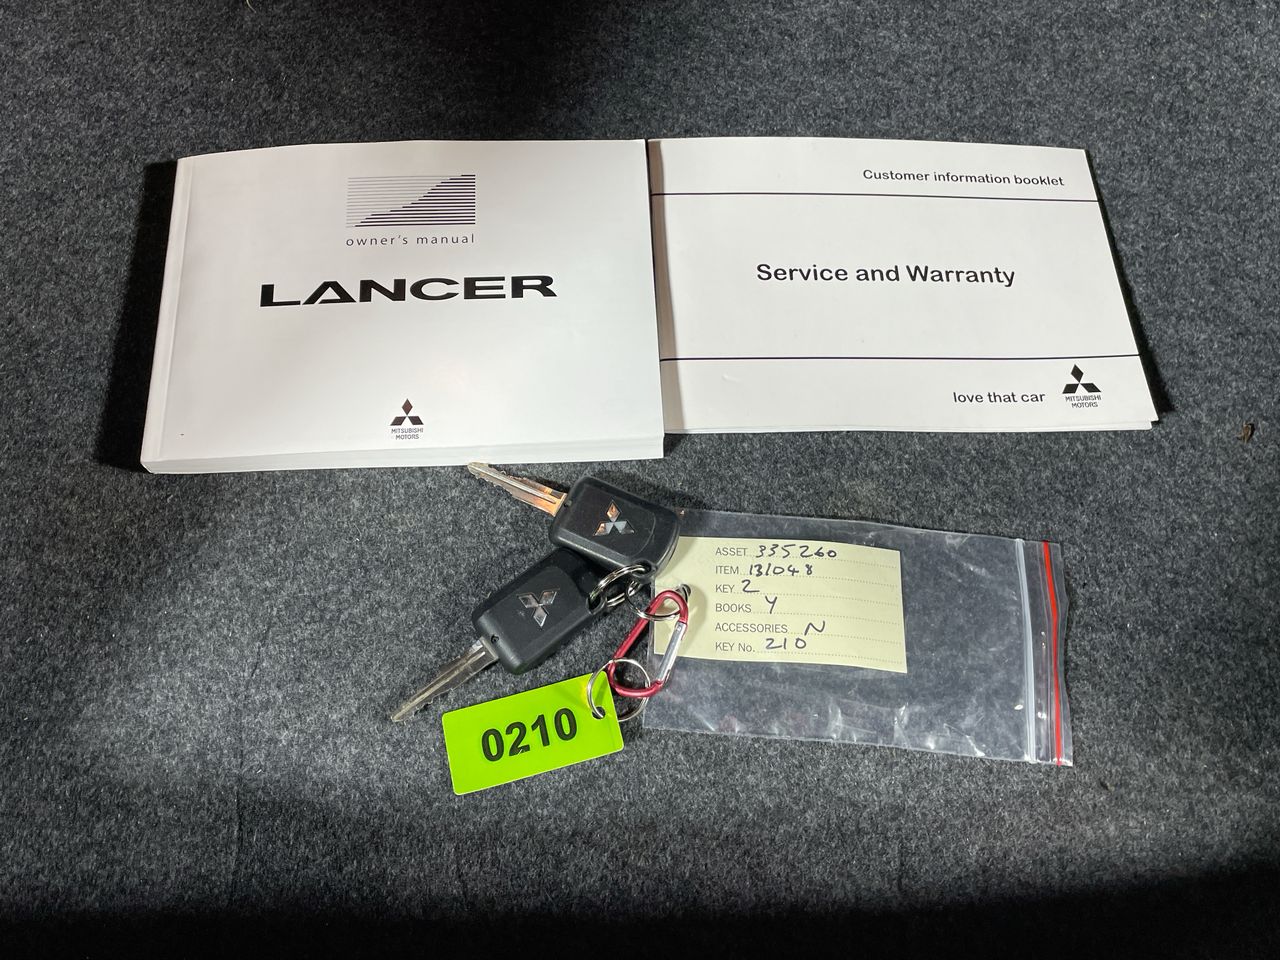 owner's manual
LANCER
MITSUBISHI
MOTORS
Customer information booklet
Service and Warranty
love that car
MITSUBISHI
MOTORS
ASSET 335260
ITEM 131048
KEY 2
BOOKS Y
ACCESSORIES N
KEY No. 210
0210